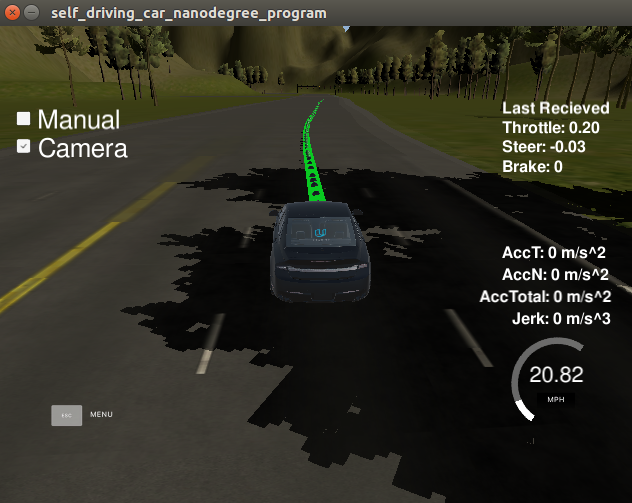 self_driving_car_nanodegree_program
Manual
Camera
Last Recieved
Throttle: 0.20
Steer: -0.03
Brake: 0
AccT: 0 m/s^2
AccN: 0 m/s^2
AccTotal: 0 m/s^2
Jerk: 0 m/s^3
20.82
MPH
ESC
MENU